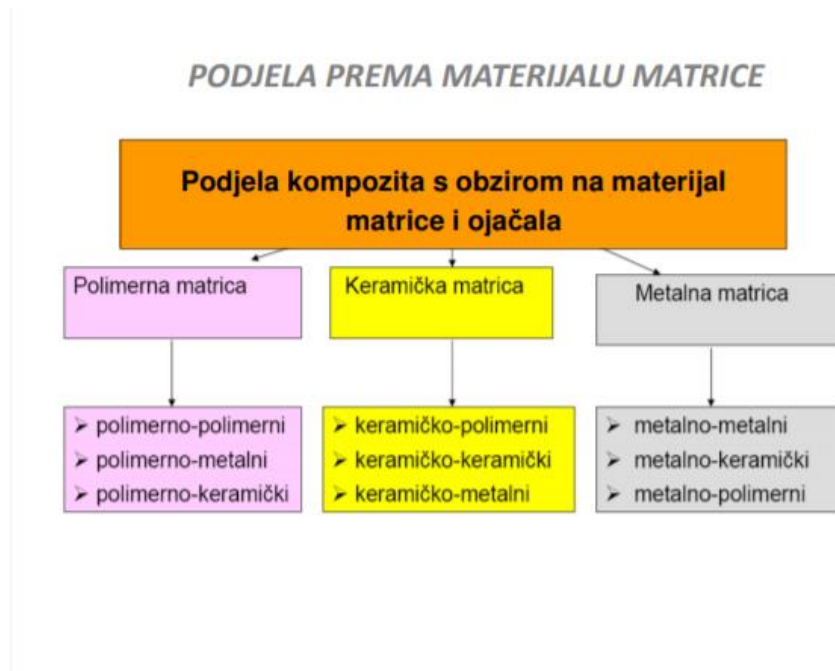 PODJELA PREMA MATERIJALU MATRICE
Podjela kompozita s obzirom na materijal
matrice i ojačala
Polimerna matrica
Keramička matrica
Metalna matrica
➢ polimerno-polimerni
➢ polimerno-metalni
➢ polimerno-keramički
➢ keramičko-polimerni
➢ keramičko-keramički
➢ keramičko-metalni
➢ metalno-metalni
➢ metalno-keramički
➢ metalno-polimerni